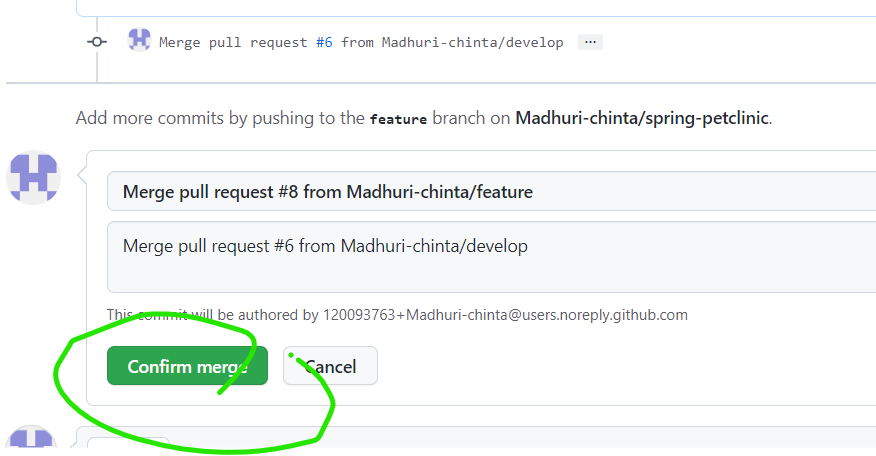 Merge pull request #6 from Madhuri-chinta/develop ...
Add more commits by pushing to the feature branch on Madhuri-chinta/spring-petclinic.
Merge pull request #8 from Madhuri-chinta/feature
Merge pull request #6 from Madhuri-chinta/develop
This commit will be authored by 120093763+Madhuri-chinta@users.noreply.github.com
Confirm merge Cancel